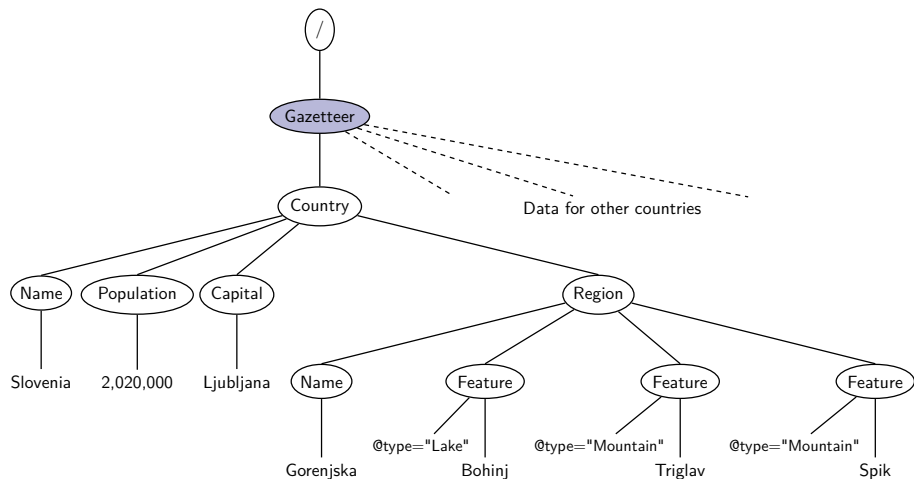 /
Gazetteer
Country
Data for other countries
Name
Population
Capital
Region
Slovenia
2,020,000
Ljubljana
Name
Feature
Feature
Feature
@type="Lake"
@type="Mountain"
@type="Mountain"
Gorenjska
Bohinj
Triglav
Spik